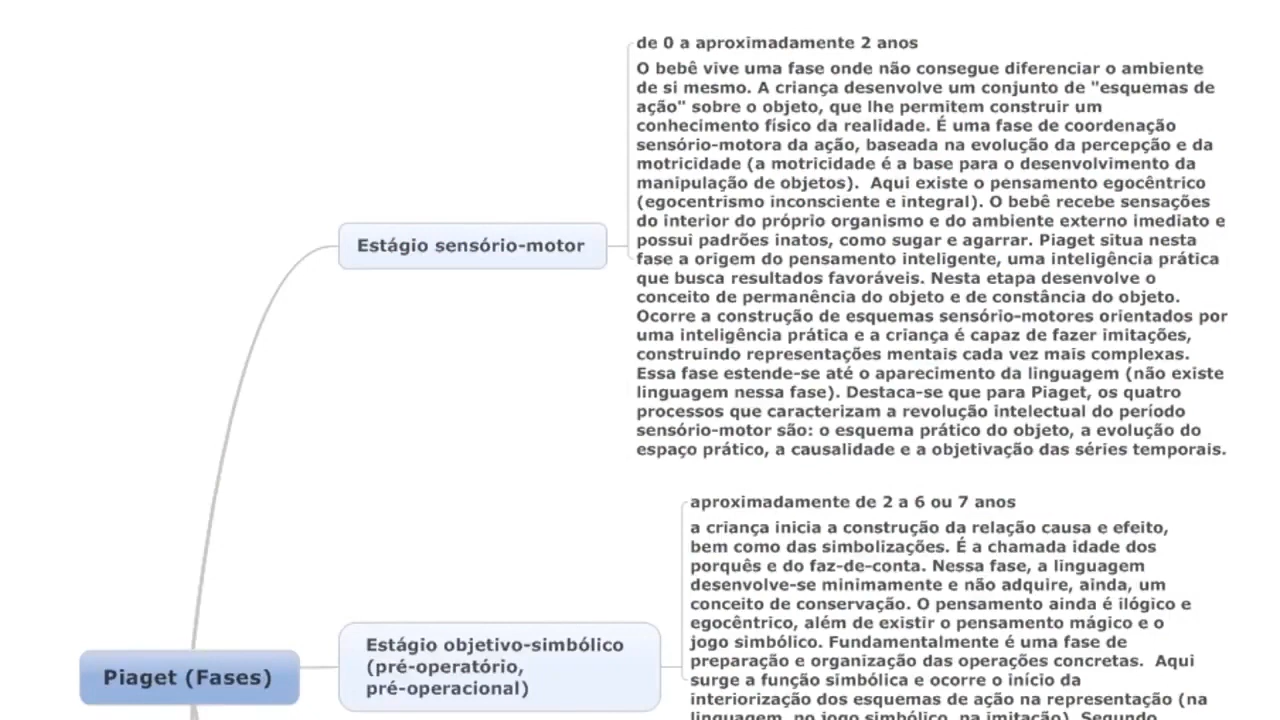 de 0 a aproximadamente 2 anos
O bebê vive uma fase onde não consegue diferenciar o ambiente
de si mesmo. A criança desenvolve um conjunto de "esquemas de
ação" sobre o objeto, que lhe permitem construir um
conhecimento físico da realidade. É uma fase de coordenação
sensório-motora da ação, baseada na evolução da percepção e da
motricidade (a motricidade é a base para o desenvolvimento da
manipulação de objetos).  Aqui existe o pensamento egocêntrico
(egocentrismo inconsciente e integral). O bebê recebe sensações
do interior do próprio organismo e do ambiente externo imediato e
possui padrões inatos, como sugar e agarrar. Piaget situa nesta
fase a origem do pensamento inteligente, uma inteligência prática
que busca resultados favoráveis. Nesta etapa desenvolve o
conceito de permanência do objeto e de constância do objeto.
Ocorre a construção de esquemas sensório-motores orientados por
uma inteligência prática e a criança é capaz de fazer imitações,
construindo representações mentais cada vez mais complexas.
Essa fase estende-se até o aparecimento da linguagem (não existe
linguagem nessa fase). Destaca-se que para Piaget, os quatro
processos que caracterizam a revolução intelectual do período
sensório-motor são: o esquema prático do objeto, a evolução do
espaço prático, a causalidade e a objetivação das séries temporais.
Estágio sensório-motor
aproximadamente de 2 a 6 ou 7 anos
a criança inicia a construção da relação causa e efeito,
bem como das simbolizações. É a chamada idade dos
porquês e do faz-de-conta. Nessa fase, a linguagem
desenvolve-se minimamente e não adquire, ainda, um
conceito de conservação. O pensamento ainda é ilógico e
egocêntrico, além de existir o pensamento mágico e o
jogo simbólico. Fundamentalmente é uma fase de
preparação e organização das operações concretas.  Aqui
surge a função simbólica e ocorre o início da
interiorização dos esquemas de ação na representação (na
linguagem, no jogo simbólico, na imitação). Segundo
Estágio objetivo-simbólico
(pré-operatório,
pré-operacional)
Piaget (Fases)